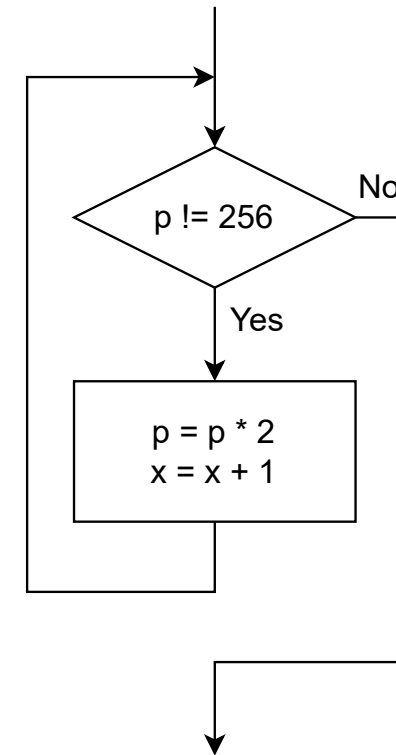 No
p != 256
Yes
p = p * 2
x = x + 1